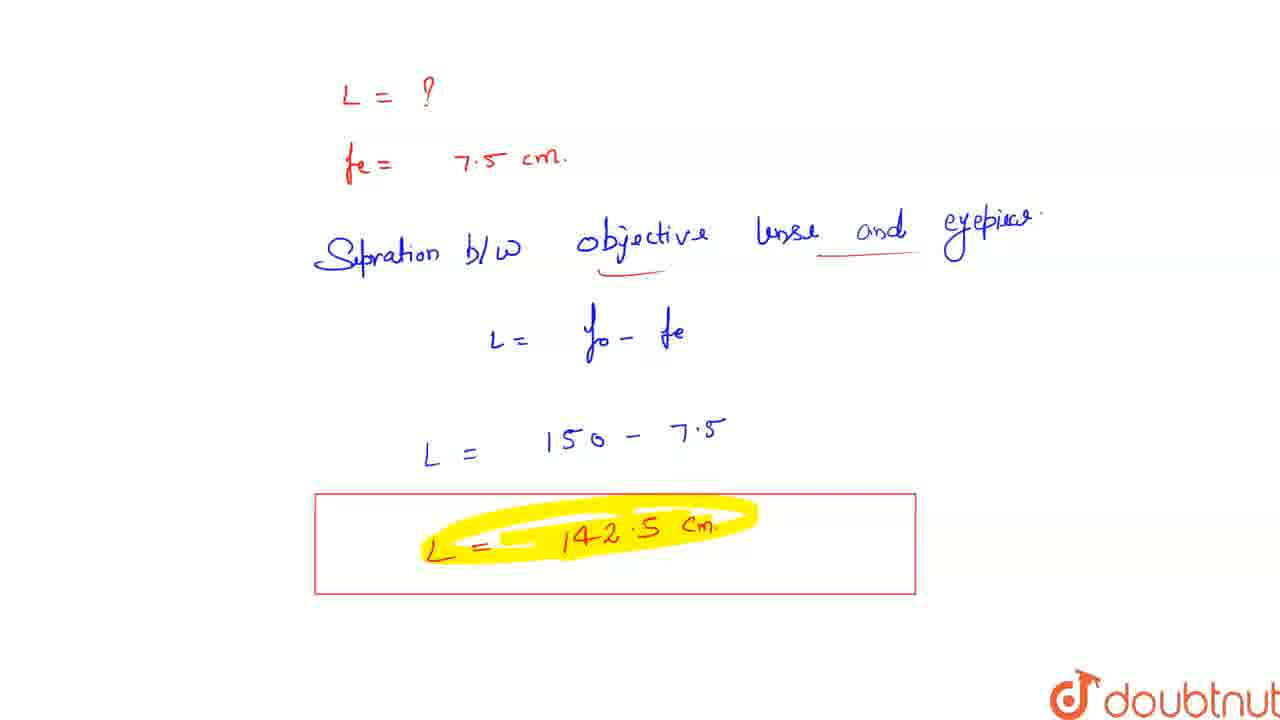 L = ?
fe = 7.5 cm.
Sepration b/w objective lense and eyepiece.
L = fo - fe
L = 150 - 7.5
L = 142.5 cm.
doubtnut